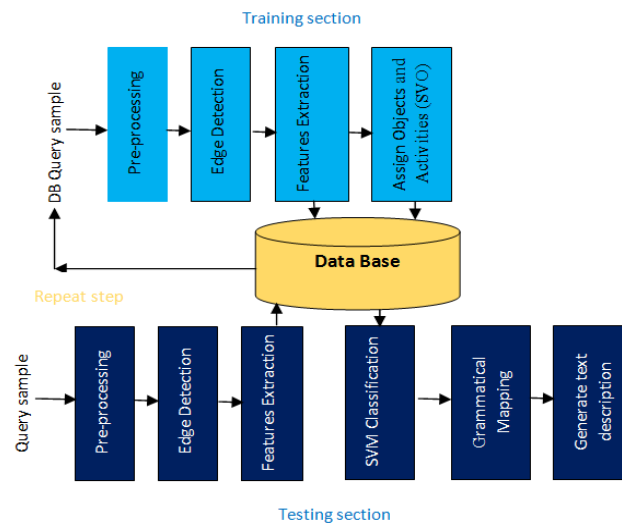 Training section
DB Query sample
Pre-processing
Edge Detection
Features Extraction
Assign Objects and
Activities (SVO)
Data Base
Repeat step
Query sample
Pre-processing
Edge Detection
Features Extraction
SVM Classification
Grammatical
Mapping
Generate text
description
Testing section